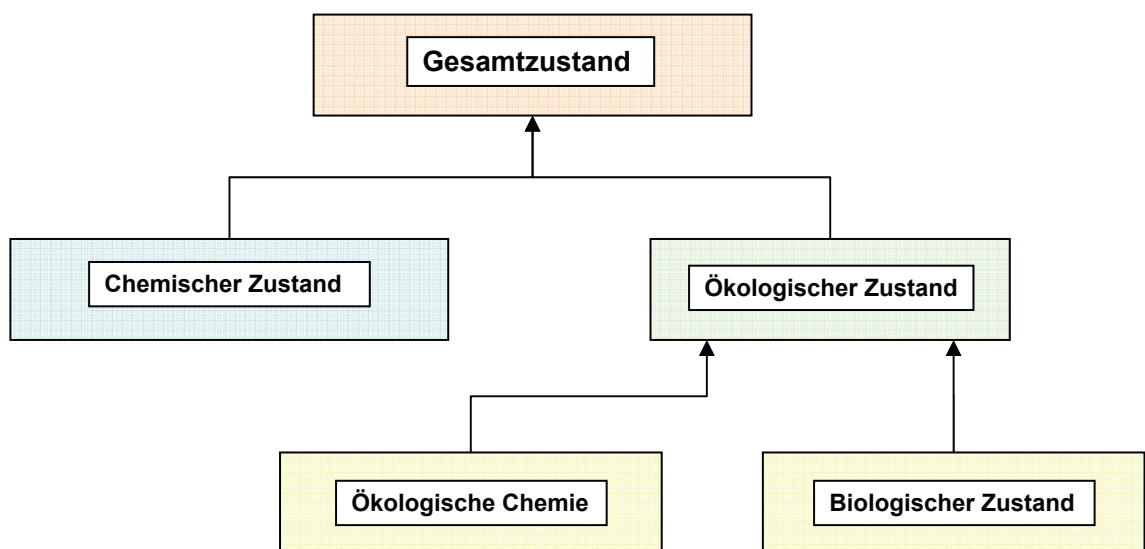 Gesamtzustand
Chemischer Zustand
Ökologischer Zustand
Ökologische Chemie
Biologischer Zustand